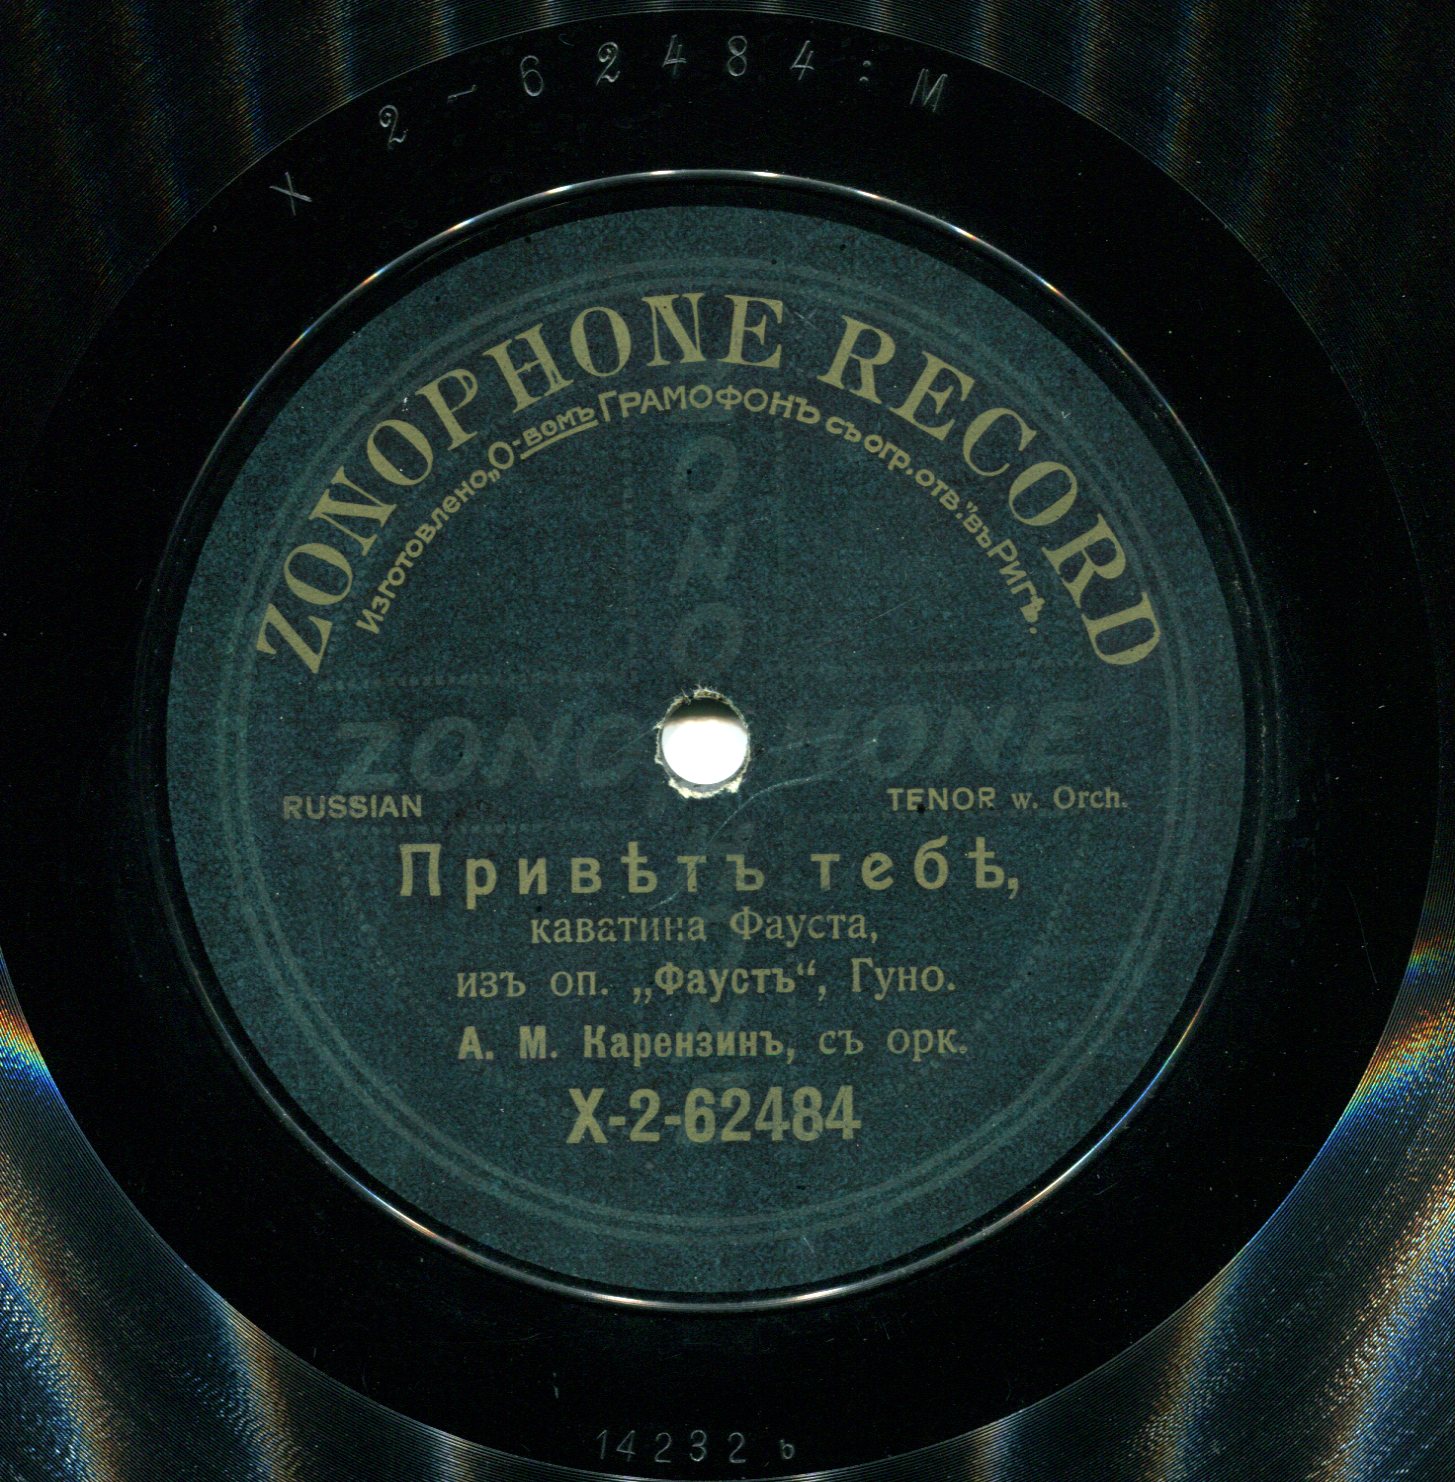 X 2-62484:M
ZONOPHONE RECORD
Изготовлено „О-вомъ ГРАМОФОНЪ съ огр. отв." въ РИГѢ.
ZONOPHONE
RUSSIAN
TENOR w. Orch.
Привѣтъ тебѣ,
каватина Фауста,
изъ оп. „Фаустъ“, Гуно.
А. М. Карензинъ, съ орк.
X-2-62484
14232 b